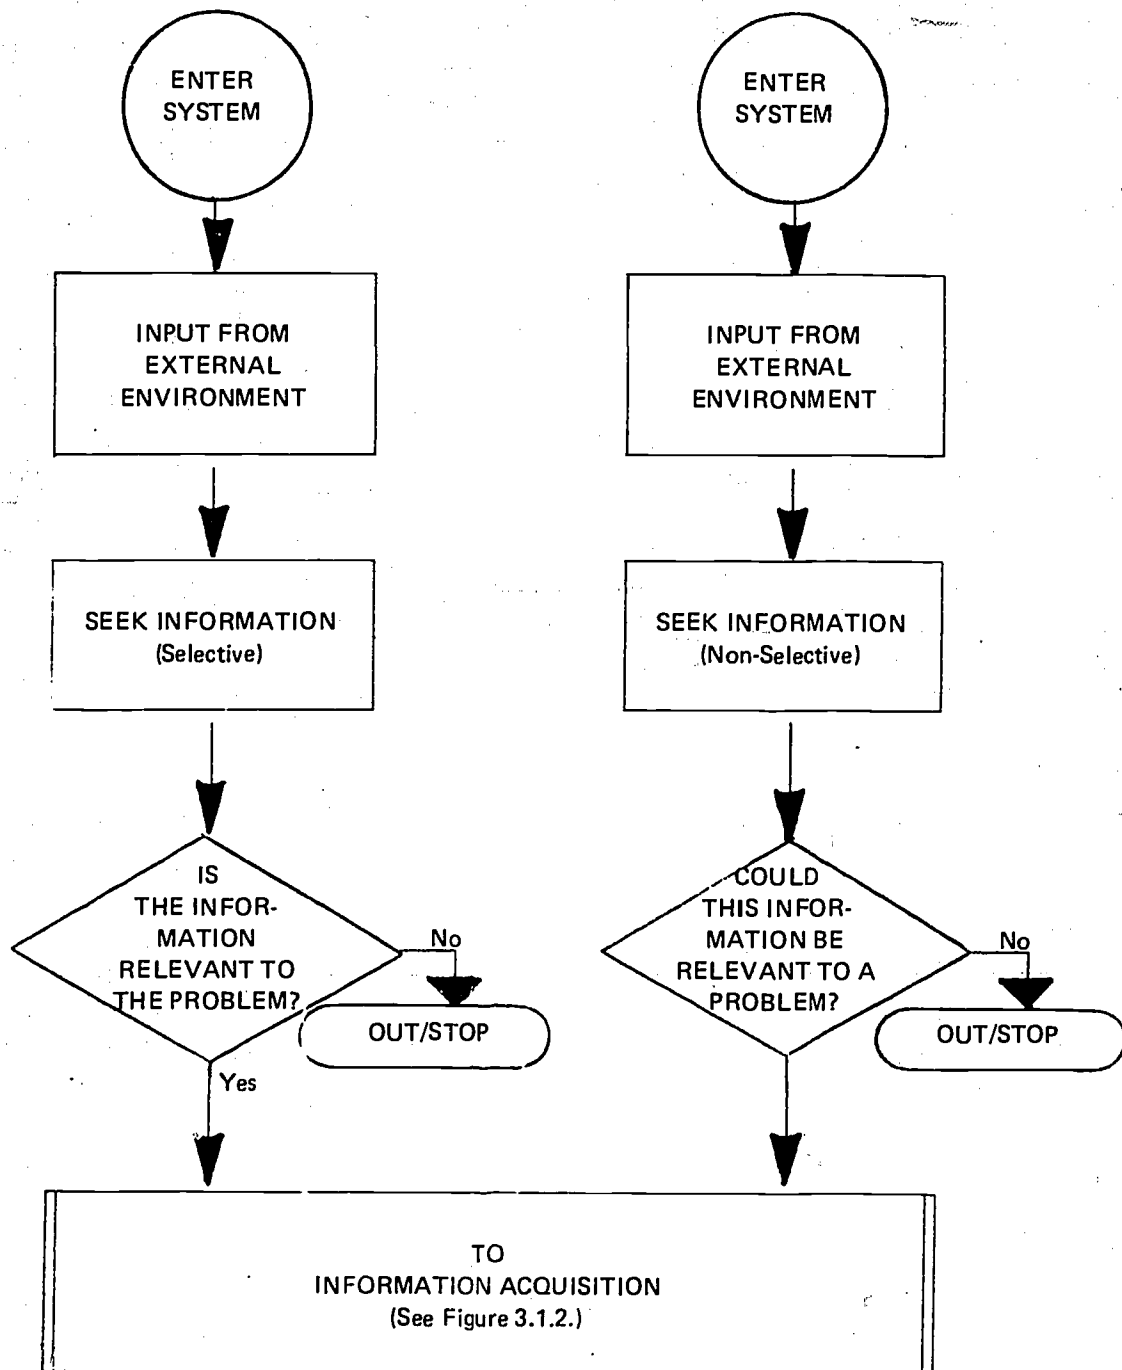 ENTER
SYSTEM
INPUT FROM
EXTERNAL
ENVIRONMENT
SEEK INFORMATION
(Selective)
IS
THE INFOR-
MATION
RELEVANT TO
THE PROBLEM?
No
OUT/STOP
Yes
ENTER
SYSTEM
INPUT FROM
EXTERNAL
ENVIRONMENT
SEEK INFORMATION
(Non-Selective)
COULD
THIS INFOR-
MATION BE
RELEVANT TO A
PROBLEM?
No
OUT/STOP
TO
INFORMATION ACQUISITION
(See Figure 3.1.2.)